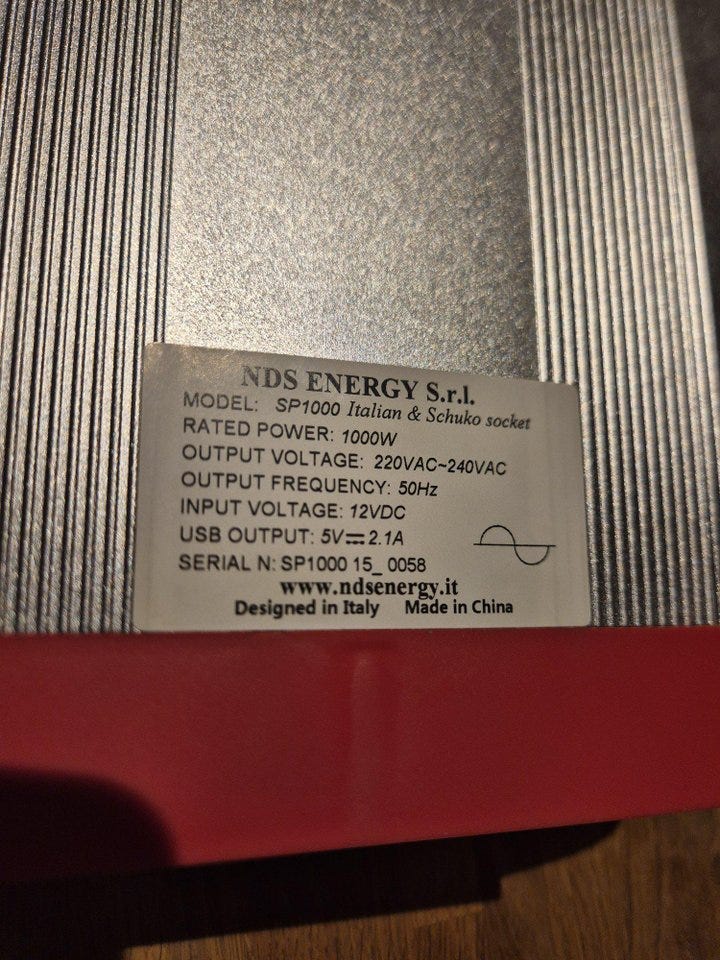 NDS ENERGY S.r.l.
MODEL: SP1000 Italian & Schuko socket
RATED POWER: 1000W
OUTPUT VOLTAGE: 220VAC~240VAC
OUTPUT FREQUENCY: 50Hz
INPUT VOLTAGE: 12VDC
USB OUTPUT: 5V⎓2.1A
SERIAL N: SP1000 15_ 0058
www.ndsenergy.it
Designed in Italy Made in China